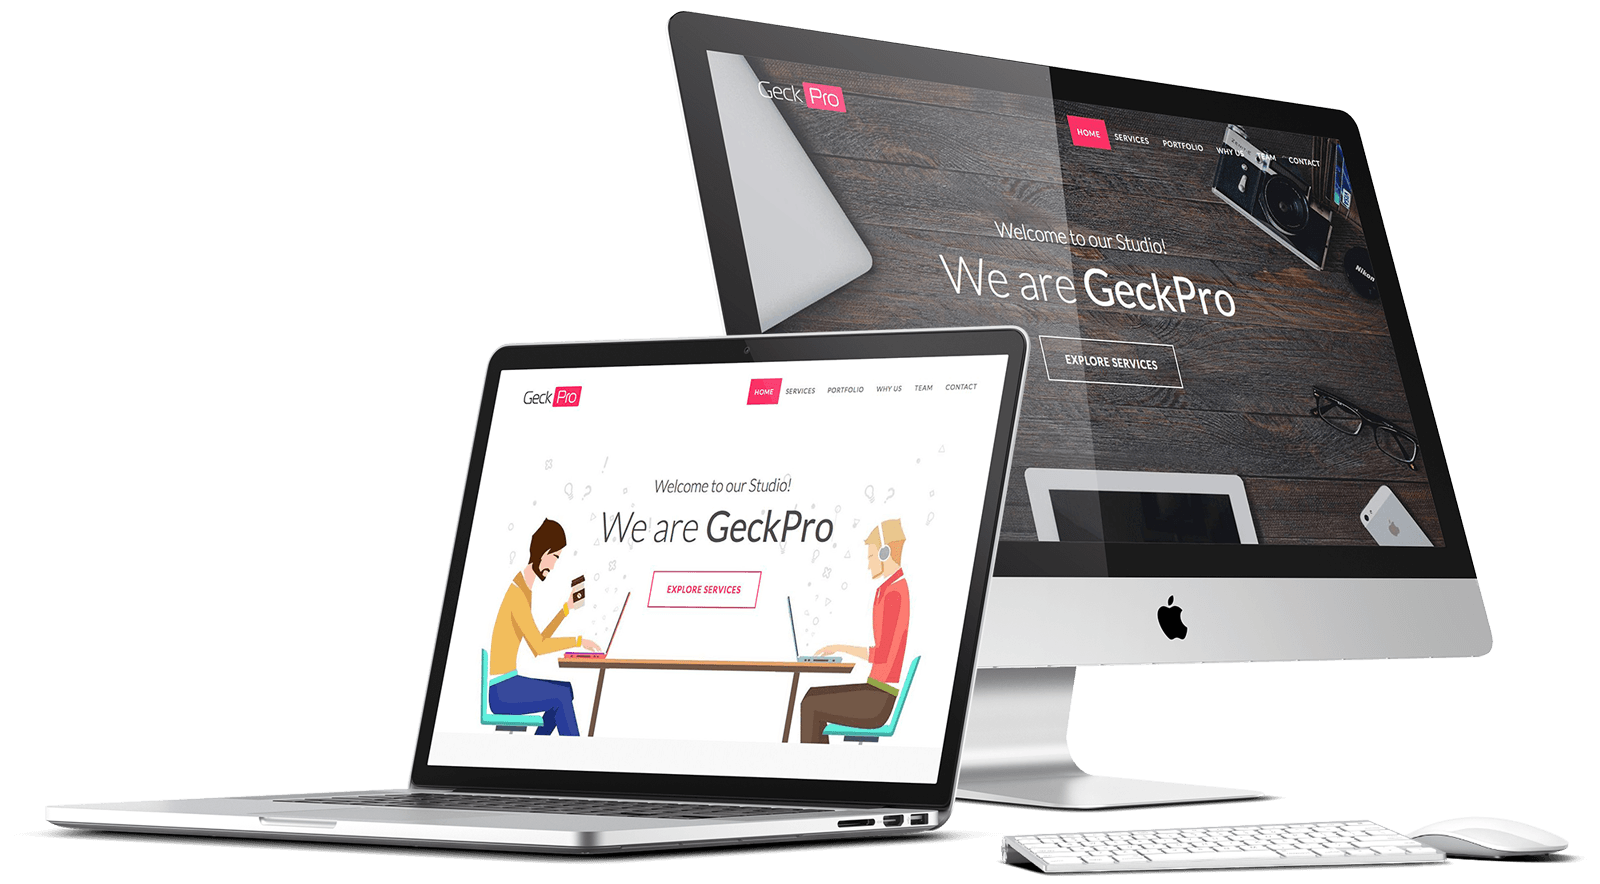 Geck Pro
HOME SERVICES PORTFOLIO WHY US TEAM CONTACT
Welcome to our Studio!
We are GeckPro
EXPLORE SERVICES
Nikon
Geck Pro
HOME SERVICES PORTFOLIO WHY US TEAM CONTACT
Welcome to our Studio!
We are GeckPro
EXPLORE SERVICES